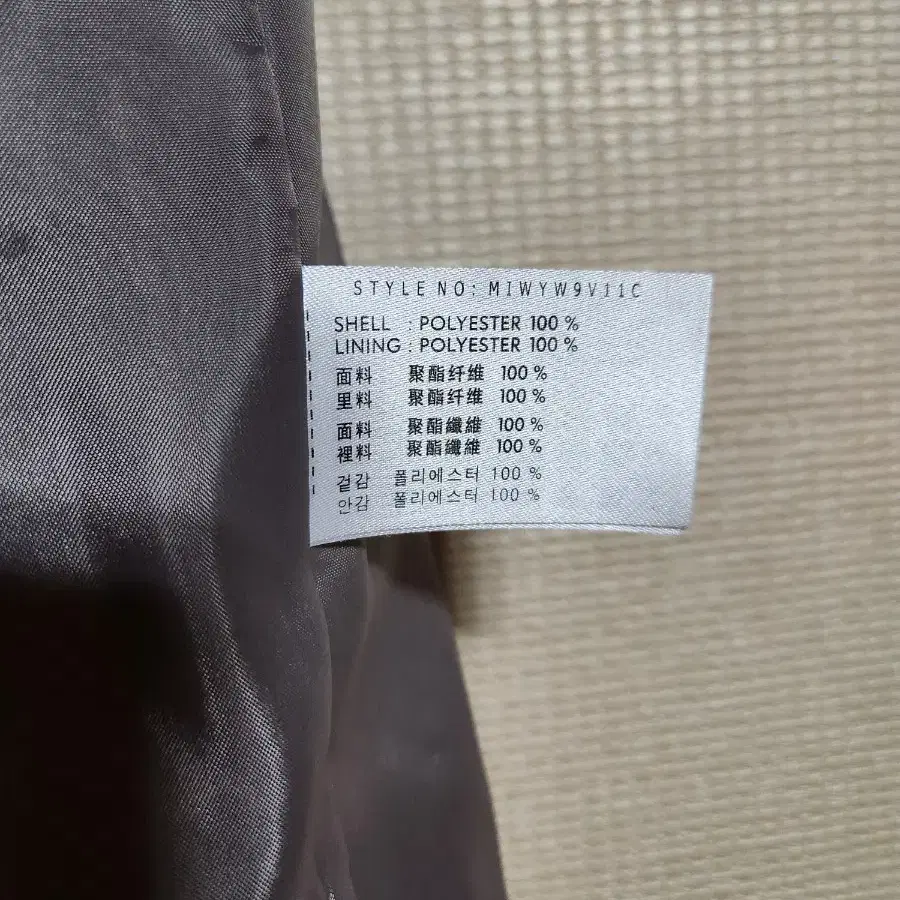 STYLE NO: MIWYW9V11C
SHELL : POLYESTER 100 %
LINING : POLYESTER 100 %
面料 聚酯纤维 100 %
里料 聚酯纤维 100 %
面料 聚酯纖維 100 %
裡料 聚酯纖維 100 %
겉감 폴리에스터 100 %
안감 폴리에스터 100 %